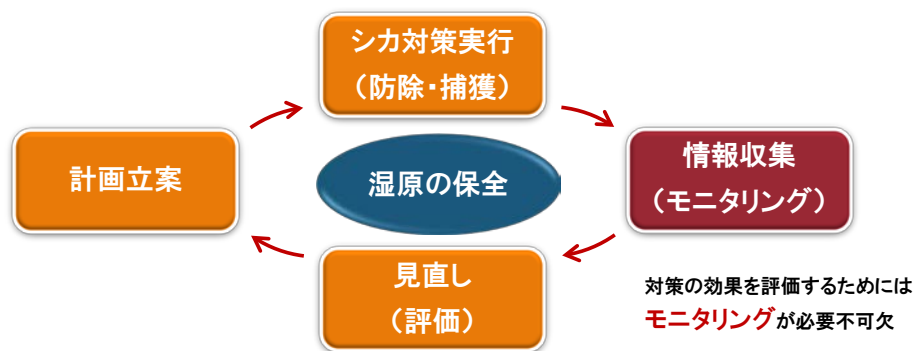 シカ対策実行
（防除・捕獲）
計画立案
湿原の保全
情報収集
（モニタリング）
見直し
（評価）
対策の効果を評価するためには
モニタリングが必要不可欠